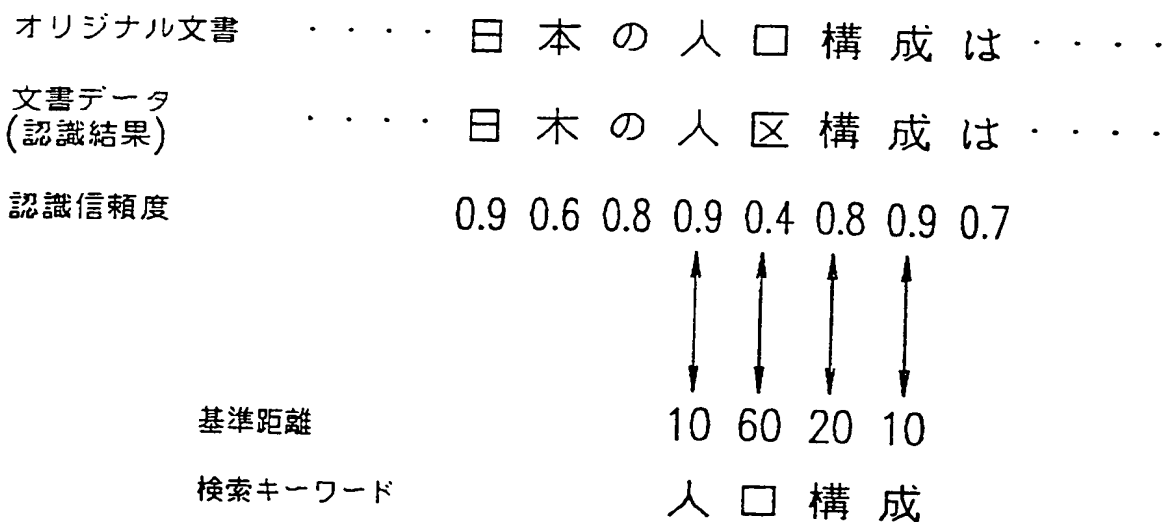 オリジナル文書 ・・・・日本の人口構成は・・・・
文書データ ・・・・日木の人区構成は・・・・
(認識結果)
認識信頼度 0.9 0.6 0.8 0.9 0.4 0.8 0.9 0.7
基準距離 10 60 20 10
検索キーワード 人口構成